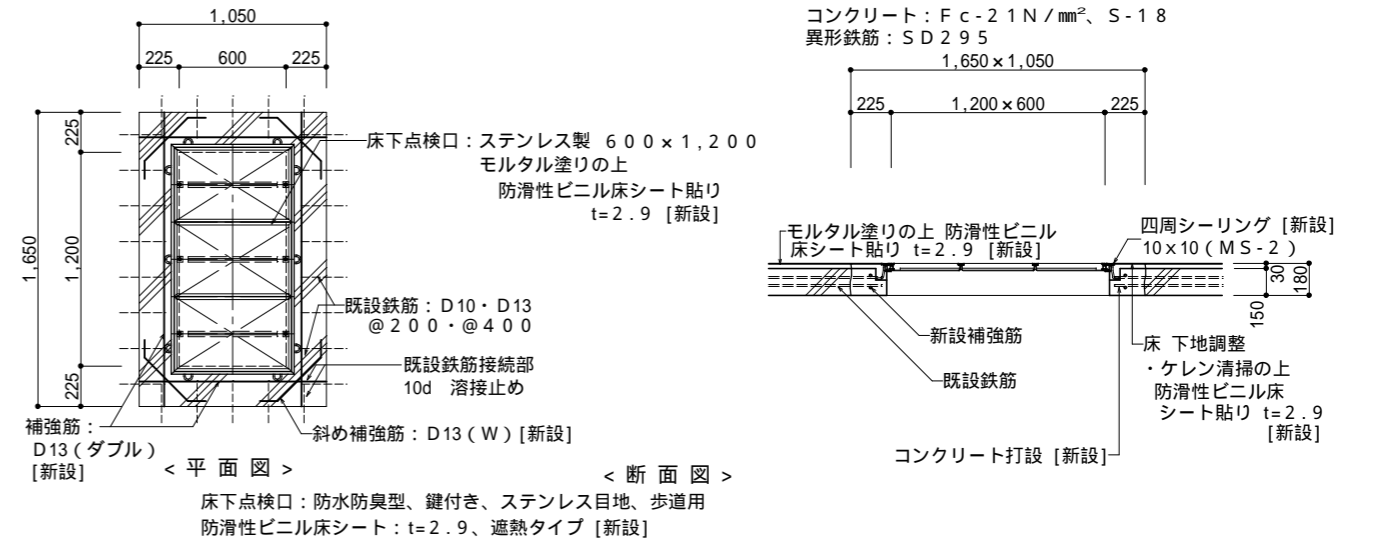 1,050
225 600 225
1,650
225
1,200
225
床下点検口：ステンレス製 ６００×１,２００
モルタル塗りの上
防滑性ビニル床シート貼り
t=２.９ [新設]
既設鉄筋：D10・D13
＠２００・＠４００
既設鉄筋接続部
10d 溶接止め
補強筋：
D13（ダブル）
[新設]
斜め補強筋：D13（W）[新設]
< 平 面 図 >
コンクリート：Ｆｃ-２１Ｎ/㎟、Ｓ-１８
異形鉄筋：ＳＤ２９５
1,650×1,050
225 1,200×600 225
モルタル塗りの上 防滑性ビニル
床シート貼り t=２.９ [新設]
四周シーリング [新設]
10×10（ＭＳ-２）
30
180
150
新設補強筋
既設鉄筋
床 下地調整
・ケレン清掃の上
防滑性ビニル床
シート貼り t=２.９
[新設]
コンクリート打設 [新設]
< 断 面 図 >
床下点検口：防水防臭型、鍵付き、ステンレス目地、歩道用
防滑性ビニル床シート：t=２.９、遮熱タイプ [新設]